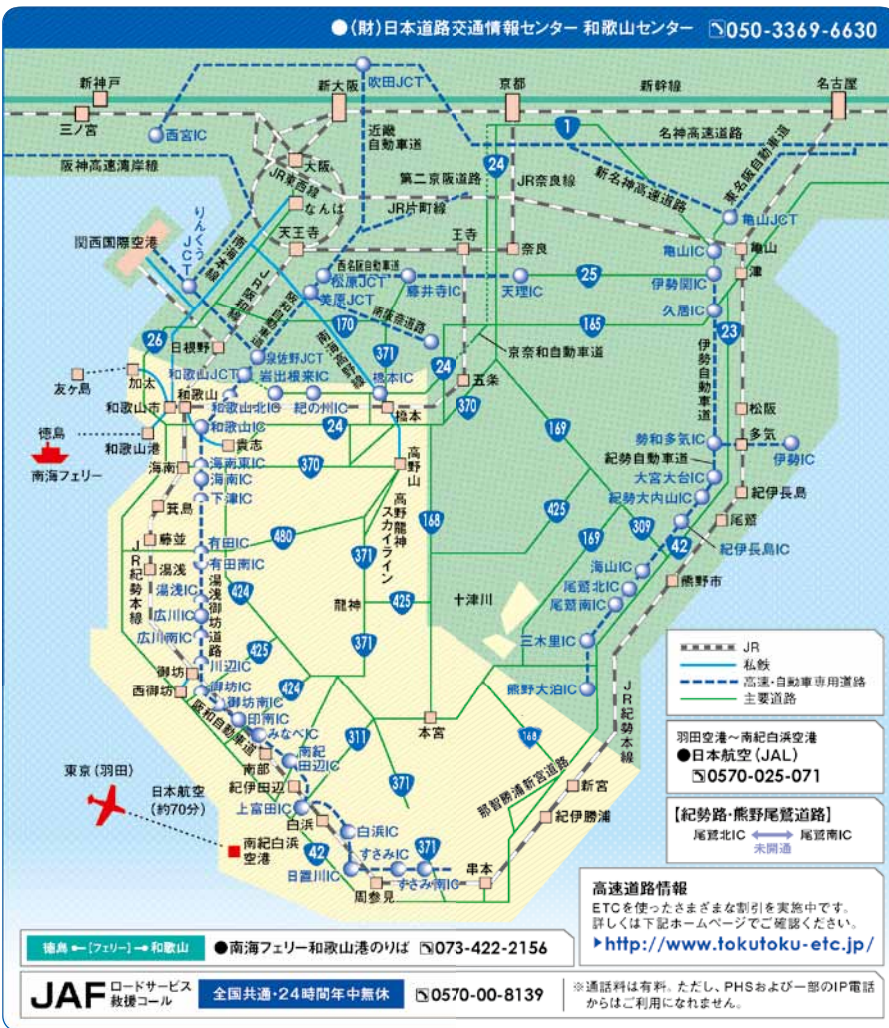 ●(財)日本道路交通情報センター 和歌山センター 050-3369-6630
新神戸
新大阪
吹田JCT
京都
新幹線
名古屋
三ノ宮
西宮IC
近畿
自動車道
1
名神高速道路
阪神高速湾岸線
大阪
JR東西線
第二京阪道路
24
JR奈良線
新名神高速道路
東名阪自動車道
なんば
JR片町線
亀山JCT
関西国際空港
りんくう
JCT
南海本線
天王寺
王寺
奈良
亀山IC
亀山
JR阪和線
阪和自動車道
西名阪自動車道
松原JCT
美原JCT
藤井寺IC
天理IC
25
伊勢関IC
津
南阪奈道路
久居IC
26
170
南海高野線
371
165
23
日根野
泉佐野JCT
24
京奈和自動車道
伊勢自動車道
和歌山JCT
岩出根来IC
橋本IC
五条
友ヶ島
加太
和歌山
和歌山北IC
紀の川IC
370
和歌山市
橋本
松阪
徳島
和歌山港
和歌山IC
24
169
貴志
勢和多気IC
多気
伊勢IC
南海フェリー
海南
海南東IC
370
高野山
紀勢自動車道
海南IC
大宮大台IC
下津IC
高野龍神
スカイライン
紀勢大内山IC
紀伊長島
箕島
168
425
309
尾鷲
藤並
有田IC
480
169
42
紀伊長島IC
JR紀勢本線
有田南IC
371
海山IC
湯浅
湯浅御坊道路
424
尾鷲北IC
熊野市
湯浅IC
龍神
425
十津川
尾鷲南IC
広川IC
広川南IC
425
371
三木里IC
川辺IC
JR
御坊
424
私鉄
西御坊
御坊IC
熊野大泊IC
高速・自動車専用道路
御坊南IC
主要道路
阪和自動車道
印南IC
本宮
JR紀勢本線
みなべIC
311
168
羽田空港〜南紀白浜空港
南部
南紀
田辺IC
●日本航空(JAL)
東京(羽田)
日本航空
(約70分)
紀伊田辺
371
那智勝浦新宮道路
新宮
0570-025-071
上富田IC
白浜
紀伊勝浦
【紀勢路・熊野尾鷲道路】
白浜IC
尾鷲北IC
尾鷲南IC
南紀白浜
空港
42
すさみIC
371
未開通
日置川IC
すさみ南IC
串本
周参見
高速道路情報
ETCを使ったさまざまな割引を実施中です。
詳しくは下記ホームページでご確認ください。
▶http://www.tokutoku-etc.jp/
徳島 ←[フェリー]→ 和歌山
●南海フェリー和歌山港のりば 073-422-2156
JAF ロードサービス
救援コール
全国共通・24時間年中無休
0570-00-8139
※通話料は有料。ただし、PHSおよび一部のIP電話
からはご利用になれません。